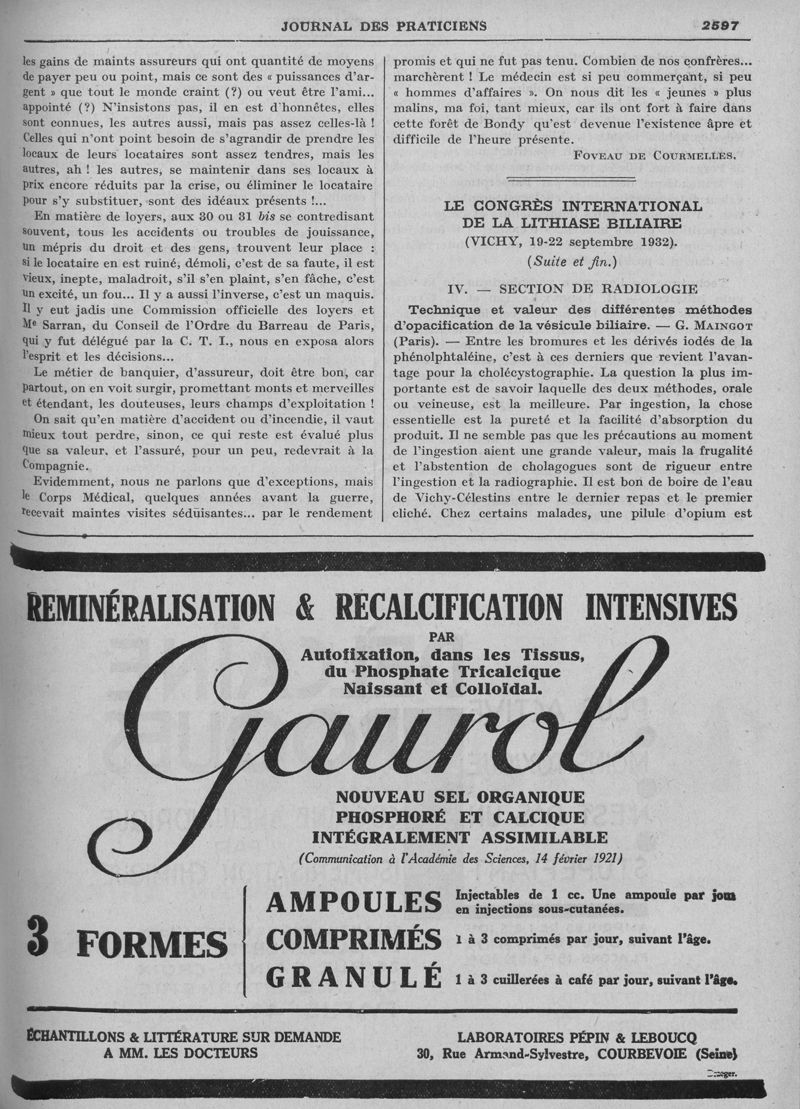 JOURNAL DES PRATICIENS 2597
les gains de maints assureurs qui ont quantité de moyens
de payer peu ou point, mais ce sont des « puissances d'ar-
gent » que tout le monde craint (?) ou veut être l'ami...
appointé (?) N'insistons pas, il en est d'honnêtes, elles
sont connues, les autres aussi, mais pas assez celles-là !
Celles qui n'ont point besoin de s'agrandir de prendre les
locaux de leurs locataires sont assez tendres, mais les
autres, ah ! les autres, se maintenir dans ses locaux à
prix encore réduits par la crise, ou éliminer le locataire
pour s'y substituer, sont des idéaux présents !...
En matière de loyers, aux 30 ou 31 bis se contredisant
souvent, tous les accidents ou troubles de jouissance,
un mépris du droit et des gens, trouvent leur place :
si le locataire en est ruiné, démoli, c'est de sa faute, il est
vieux, inepte, maladroit, s'il s'en plaint, s'en fâche, c'est
un excité, un fou... Il y a aussi l'inverse, c'est un maquis.
Il y eut jadis une Commission officielle des loyers et
Me Sarran, du Conseil de l'Ordre du Barreau de Paris,
qui y fut délégué par la C. T. I., nous en exposa alors
l'esprit et les décisions...
Le métier de banquier, d'assureur, doit être bon, car
partout, on en voit surgir, promettant monts et merveilles
et étendant, les douteuses, leurs champs d'exploitation !
On sait qu'en matière d'accident ou d'incendie, il vaut
mieux tout perdre, sinon, ce qui reste est évalué plus
que sa valeur, et l'assuré, pour un peu, redevrait à la
Compagnie.
Evidemment, nous ne parlons que d'exceptions, mais
le Corps Médical, quelques années avant la guerre,
recevait maintes visites séduisantes... par le rendement
promis et qui ne fut pas tenu. Combien de nos confrères...
marchèrent ! Le médecin est si peu commerçant, si peu
« hommes d'affaires ». On nous dit les « jeunes » plus
malins, ma foi, tant mieux, car ils ont fort à faire dans
cette forêt de Bondy qu'est devenue l'existence âpre et
difficile de l'heure présente.
FOVEAU DE COURMELLES.
LE CONGRÈS INTERNATIONAL
DE LA LITHIASE BILIAIRE
(VICHY, 19-22 septembre 1932).
(Suite et fin.)
IV. — SECTION DE RADIOLOGIE
Technique et valeur des différentes méthodes
d'opacification de la vésicule biliaire. — G. MAINGOT
(Paris). — Entre les bromures et les dérivés iodés de la
phénolphtaléine, c'est à ces derniers que revient l'avan-
tage pour la cholécystographie. La question la plus im-
portante est de savoir laquelle des deux méthodes, orale
ou veineuse, est la meilleure. Par ingestion, la chose
essentielle est la pureté et la facilité d'absorption du
produit. Il ne semble pas que les précautions au moment
de l'ingestion aient une grande valeur, mais la frugalité
et l'abstention de cholagogues sont de rigueur entre
l'ingestion et la radiographie. Il est bon de boire de l'eau
de Vichy-Célestins entre le dernier repas et le premier
cliché. Chez certains malades, une pilule d'opium est
REMINÉRALISATION & RECALCIFICATION INTENSIVES
PAR
Autofixation, dans les Tissus,
du Phosphate Tricalcique
Naissant et Colloïdal.
Gaurol
NOUVEAU SEL ORGANIQUE
PHOSPHORÉ ET CALCIQUE
INTÉGRALEMENT ASSIMILABLE
(Communication à l'Académie des Sciences, 14 février 1921)
3 FORMES
AMPOULES Injectables de 1 cc. Une ampoule par jour
en injections sous-cutanées.
COMPRIMÉS 1 à 3 comprimés par jour, suivant l'âge.
GRANULÉ 1 à 3 cuillerées à café par jour, suivant l'âge.
ÉCHANTILLONS & LITTÉRATURE SUR DEMANDE
A MM. LES DOCTEURS
LABORATOIRES PÉPIN & LEBOUCQ
30, Rue Armand-Sylvestre, COURBEVOIE (Seine)